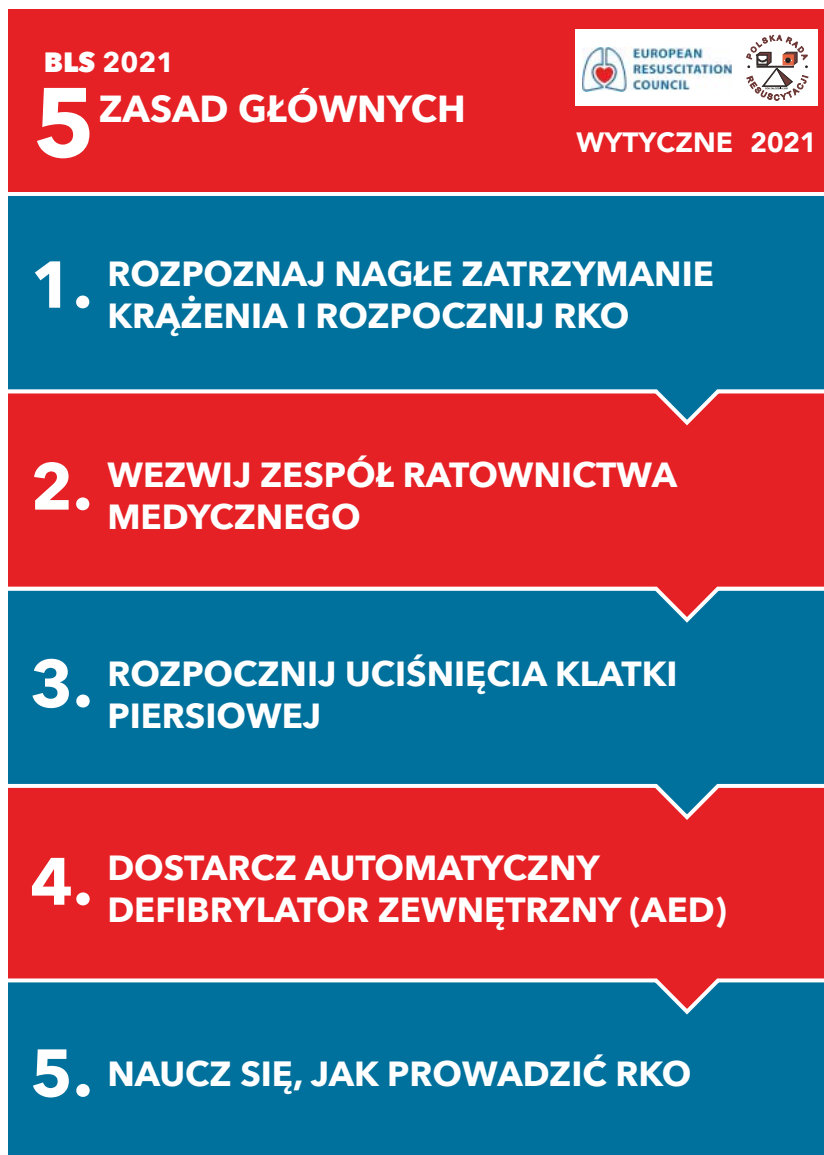 BLS 2021
5 ZASAD GŁÓWNYCH
EUROPEAN
RESUSCITATION
COUNCIL
POLSKA RADA
RESUSCYTACJI
WYTYCZNE 2021
1. ROZPOZNAJ NAGŁE ZATRZYMANIE
KRĄŻENIA I ROZPOCZNIJ RKO
2. WEZWIJ ZESPÓŁ RATOWNICTWA
MEDYCZNEGO
3. ROZPOCZNIJ UCIŚNIĘCIA KLATKI
PIERSIOWEJ
4. DOSTARCZ AUTOMATYCZNY
DEFIBRYLATOR ZEWNĘTRZNY (AED)
5. NAUCZ SIĘ, JAK PROWADZIĆ RKO